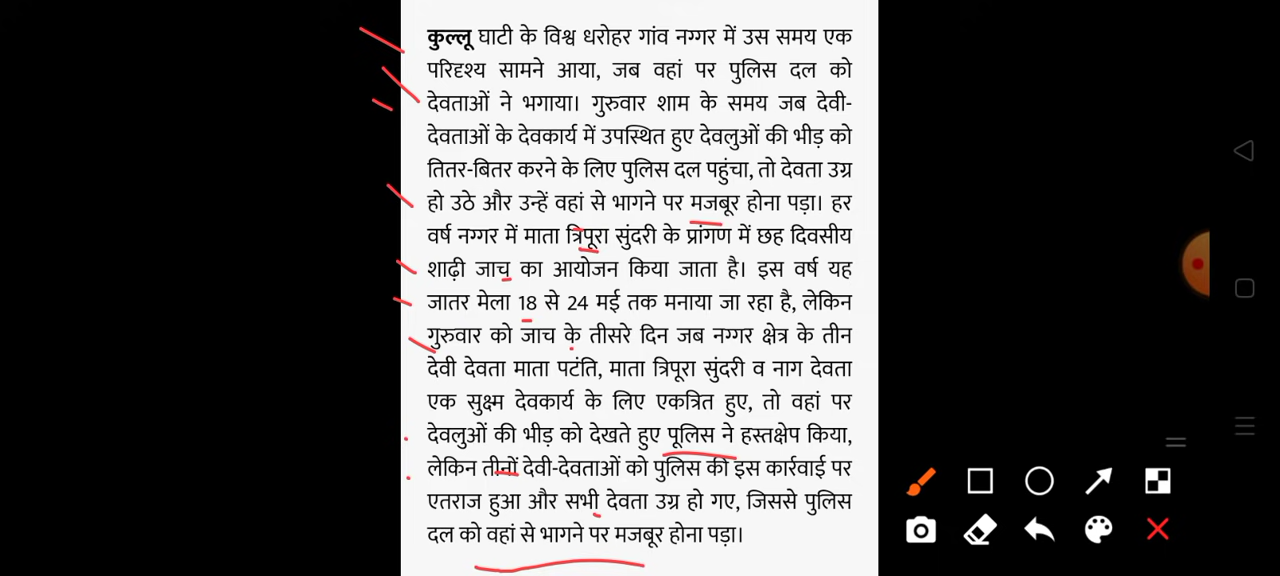 कुल्लू घाटी के विश्व धरोहर गांव नग्गर में उस समय एक
परिदृश्य सामने आया, जब वहां पर पुलिस दल को
देवताओं ने भगाया। गुरुवार शाम के समय जब देवी-
देवताओं के देवकार्य में उपस्थित हुए देवलुओं की भीड़ को
तितर-बितर करने के लिए पुलिस दल पहुंचा, तो देवता उग्र
हो उठे और उन्हें वहां से भागने पर मजबूर होना पड़ा। हर
वर्ष नग्गर में माता त्रिपूरा सुंदरी के प्रांगण में छह दिवसीय
शाढ़ी जाच का आयोजन किया जाता है। इस वर्ष यह
जातर मेला 18 से 24 मई तक मनाया जा रहा है, लेकिन
गुरुवार को जाच के तीसरे दिन जब नग्गर क्षेत्र के तीन
देवी देवता माता पटंति, माता त्रिपूरा सुंदरी व नाग देवता
एक सुक्ष्म देवकार्य के लिए एकत्रित हुए, तो वहां पर
देवलुओं की भीड़ को देखते हुए पूलिस ने हस्तक्षेप किया,
लेकिन तीनों देवी-देवताओं को पुलिस की इस कार्रवाई पर
एतराज हुआ और सभी देवता उग्र हो गए, जिससे पुलिस
दल को वहां से भागने पर मजबूर होना पड़ा।